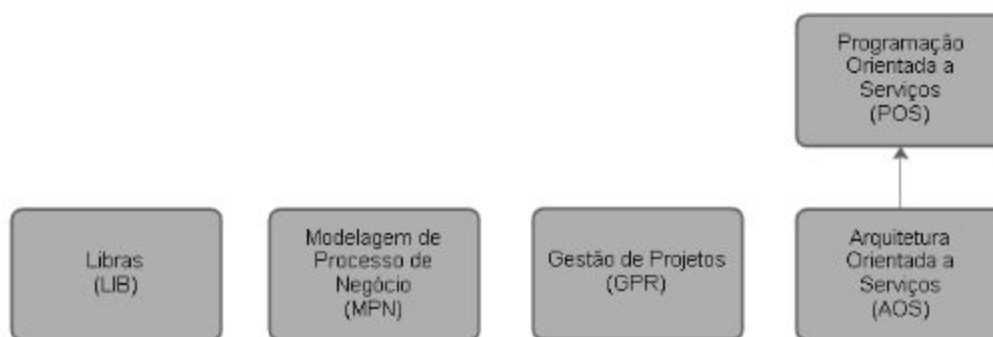 Programação
Orientada a
Serviços
(POS)
Libras
(LIB)
Modelagem de
Processo de
Negócio
(MPN)
Gestão de Projetos
(GPR)
Arquitetura
Orientada a
Serviços
(AOS)